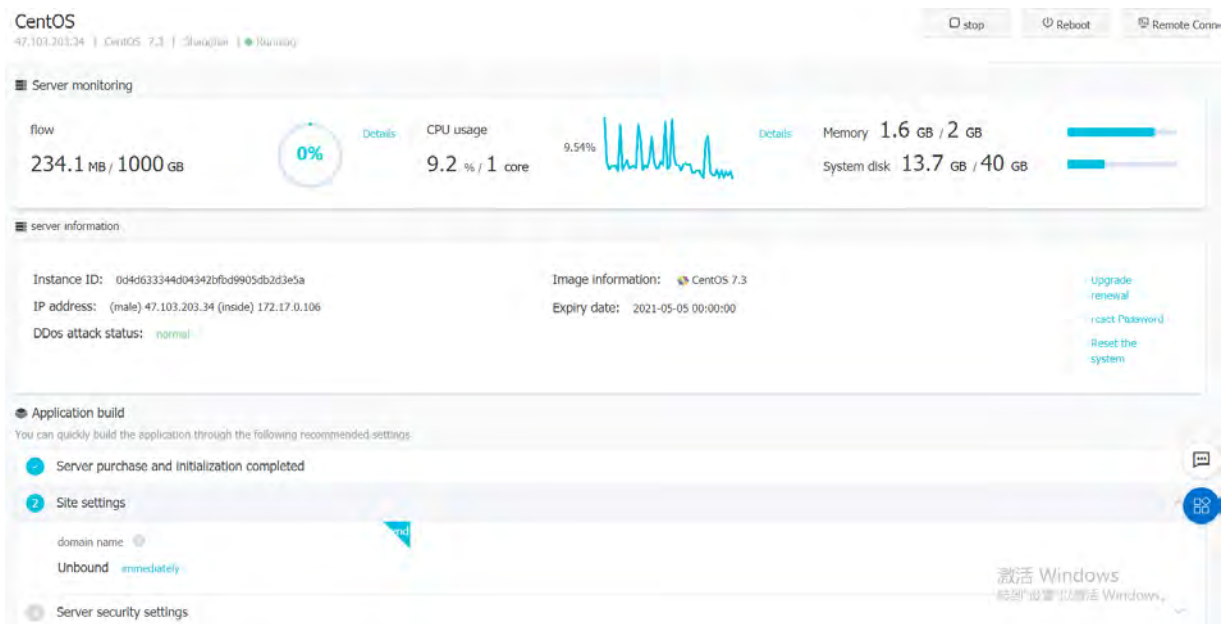 CentOS
stop
Reboot
Remote Conne
47.103.203.34 | CentOS 7.3 | Shanghai | Running
Server monitoring
flow
234.1 MB / 1000 GB
0%
Details
CPU usage
9.2 % / 1 core
9.54%
Details
Memory 1.6 GB / 2 GB
System disk 13.7 GB / 40 GB
server information
Instance ID: 0d4d633344d04342bfbd9905db2d3e5a
Image information: CentOS 7.3
Upgrade
renewal
IP address: (male) 47.103.203.34 (inside) 172.17.0.106
Expiry date: 2021-05-05 00:00:00
Password
DDos attack status: normal
Reset the
system
Application build
You can quickly build the application through the following recommended settings
Server purchase and initialization completed
2 Site settings
domain name
Unbound immediately
激活 Windows
Windows。
Server security settings